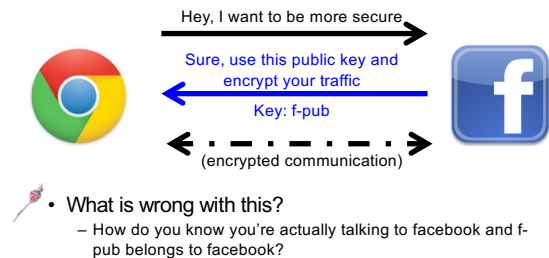 Hey, I want to be more secure
Sure, use this public key and
encrypt your traffic
Key: f-pub
f
(encrypted communication)
• What is wrong with this?
– How do you know you're actually talking to facebook and f-
pub belongs to facebook?